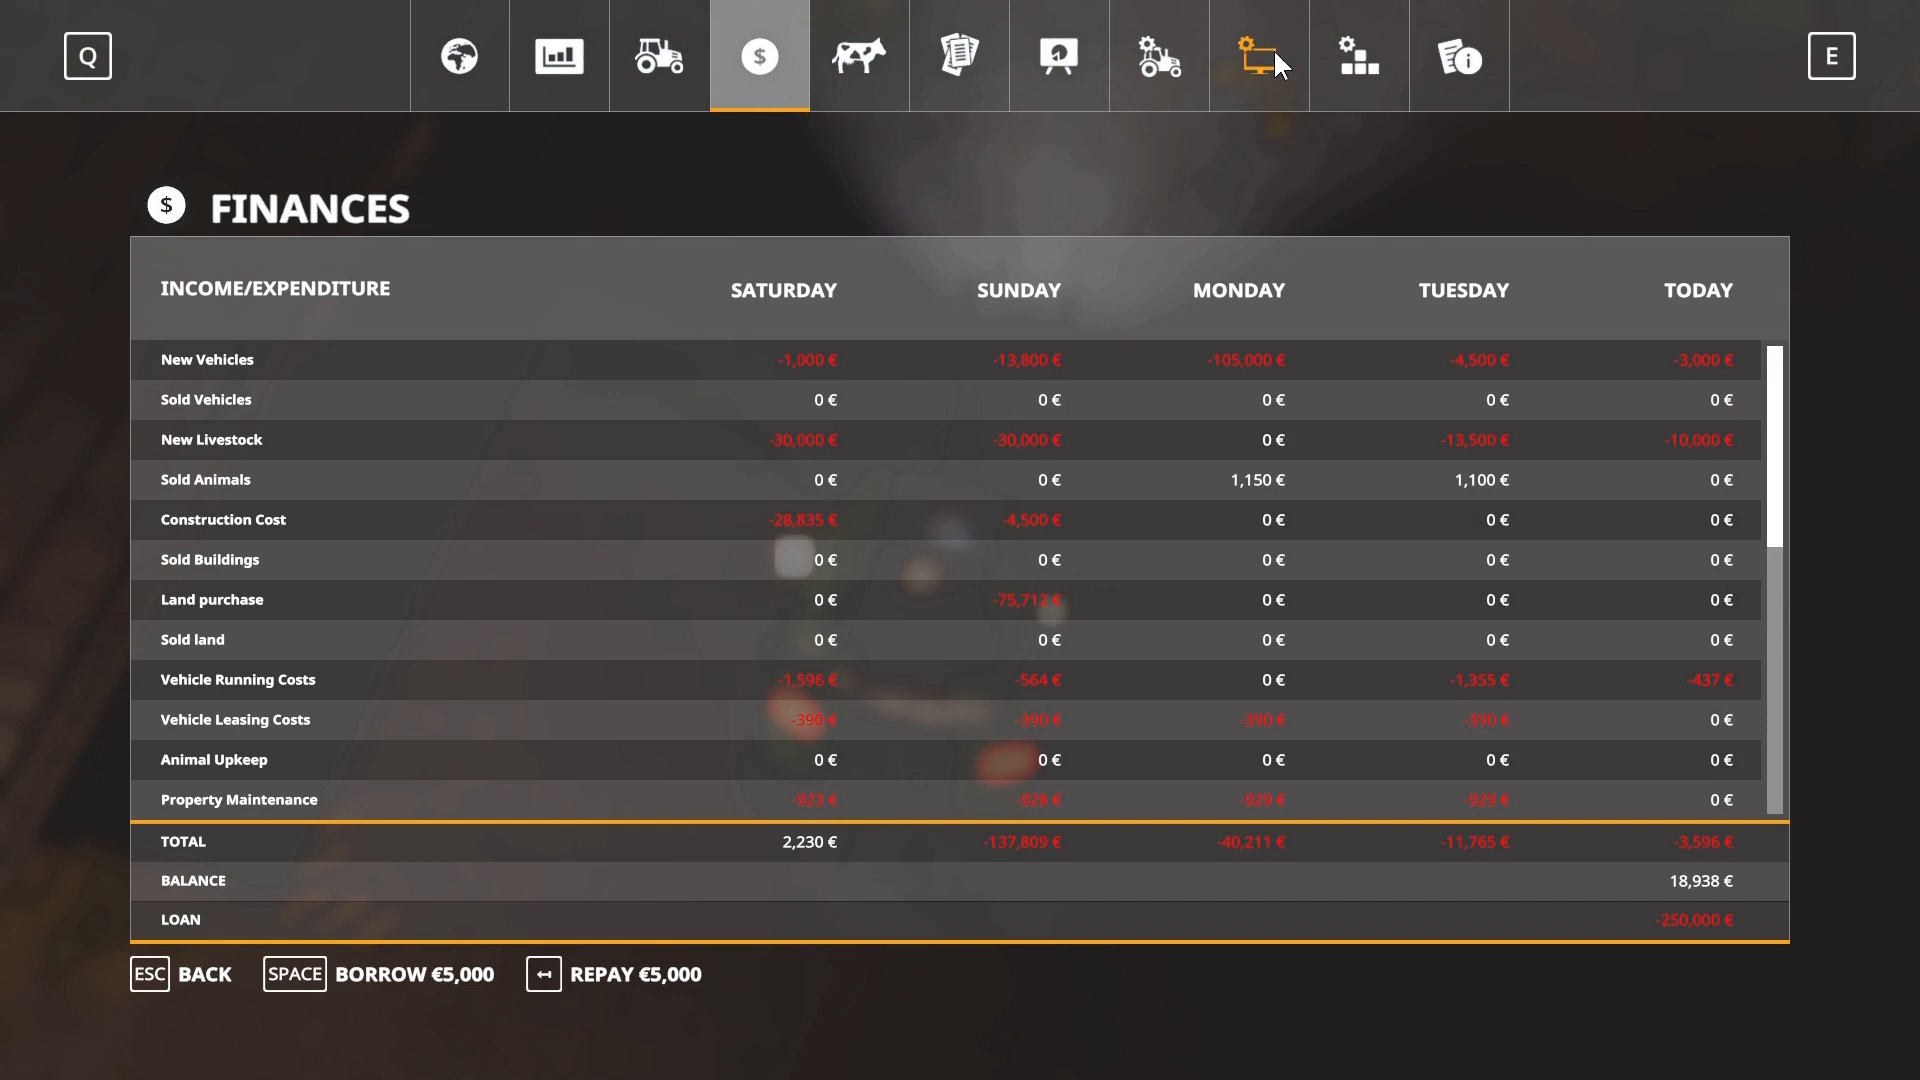 Q
$
E
$ FINANCES
INCOME/EXPENDITURE SATURDAY SUNDAY MONDAY TUESDAY TODAY
New Vehicles -1,000 € -13,800 € -105,000 € -4,500 € -3,000 €
Sold Vehicles 0 € 0 € 0 € 0 € 0 €
New Livestock -30,000 € -30,000 € 0 € -13,500 € -10,000 €
Sold Animals 0 € 0 € 1,150 € 1,100 € 0 €
Construction Cost -28,835 € -4,500 € 0 € 0 € 0 €
Sold Buildings 0 € 0 € 0 € 0 € 0 €
Land purchase 0 € -75,712 € 0 € 0 € 0 €
Sold land 0 € 0 € 0 € 0 € 0 €
Vehicle Running Costs -1,596 € -564 € 0 € -1,355 € -437 €
Vehicle Leasing Costs -390 € -390 € -390 € -390 € 0 €
Animal Upkeep 0 € 0 € 0 € 0 € 0 €
Property Maintenance -923 € -928 € -929 € -929 € 0 €
TOTAL 2,230 € -137,809 € -40,211 € -11,765 € -3,596 €
BALANCE 18,938 €
LOAN -250,000 €
ESC BACK SPACE BORROW €5,000 REPAY €5,000